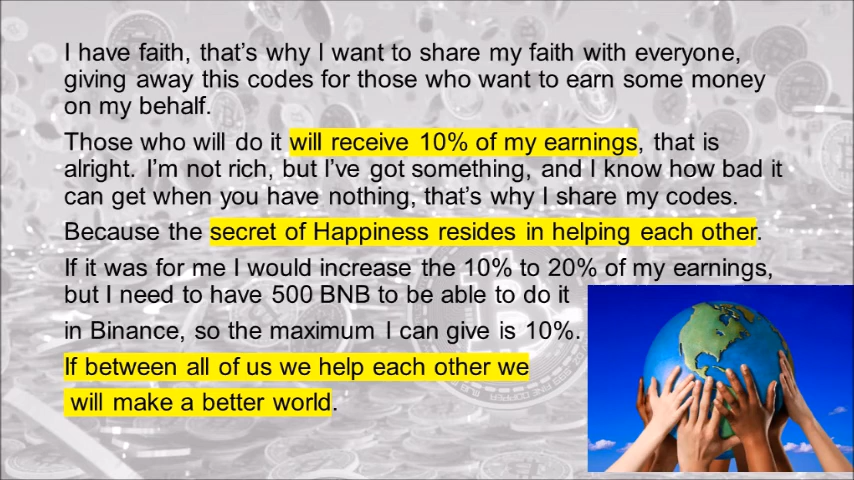 I have faith, that's why I want to share my faith with everyone,
giving away this codes for those who want to earn some money
on my behalf.
Those who will do it will receive 10% of my earnings, that is
alright. I'm not rich, but I've got something, and I know how bad it
can get when you have nothing, that's why I share my codes.
Because the secret of Happiness resides in helping each other.
If it was for me I would increase the 10% to 20% of my earnings,
but I need to have 500 BNB to be able to do it
in Binance, so the maximum I can give is 10%.
If between all of us we help each other we
will make a better world.